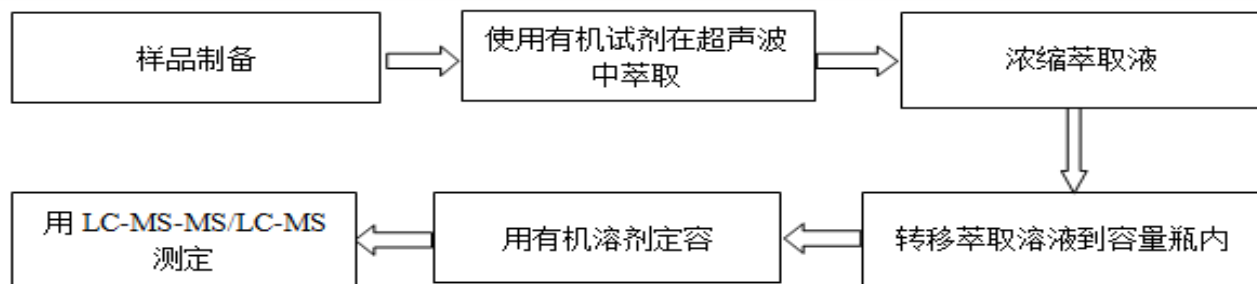 样品制备
使用有机试剂在超声波
中萃取
浓缩萃取液
转移萃取溶液到容量瓶内
用有机溶剂定容
用 LC-MS-MS/LC-MS
测定